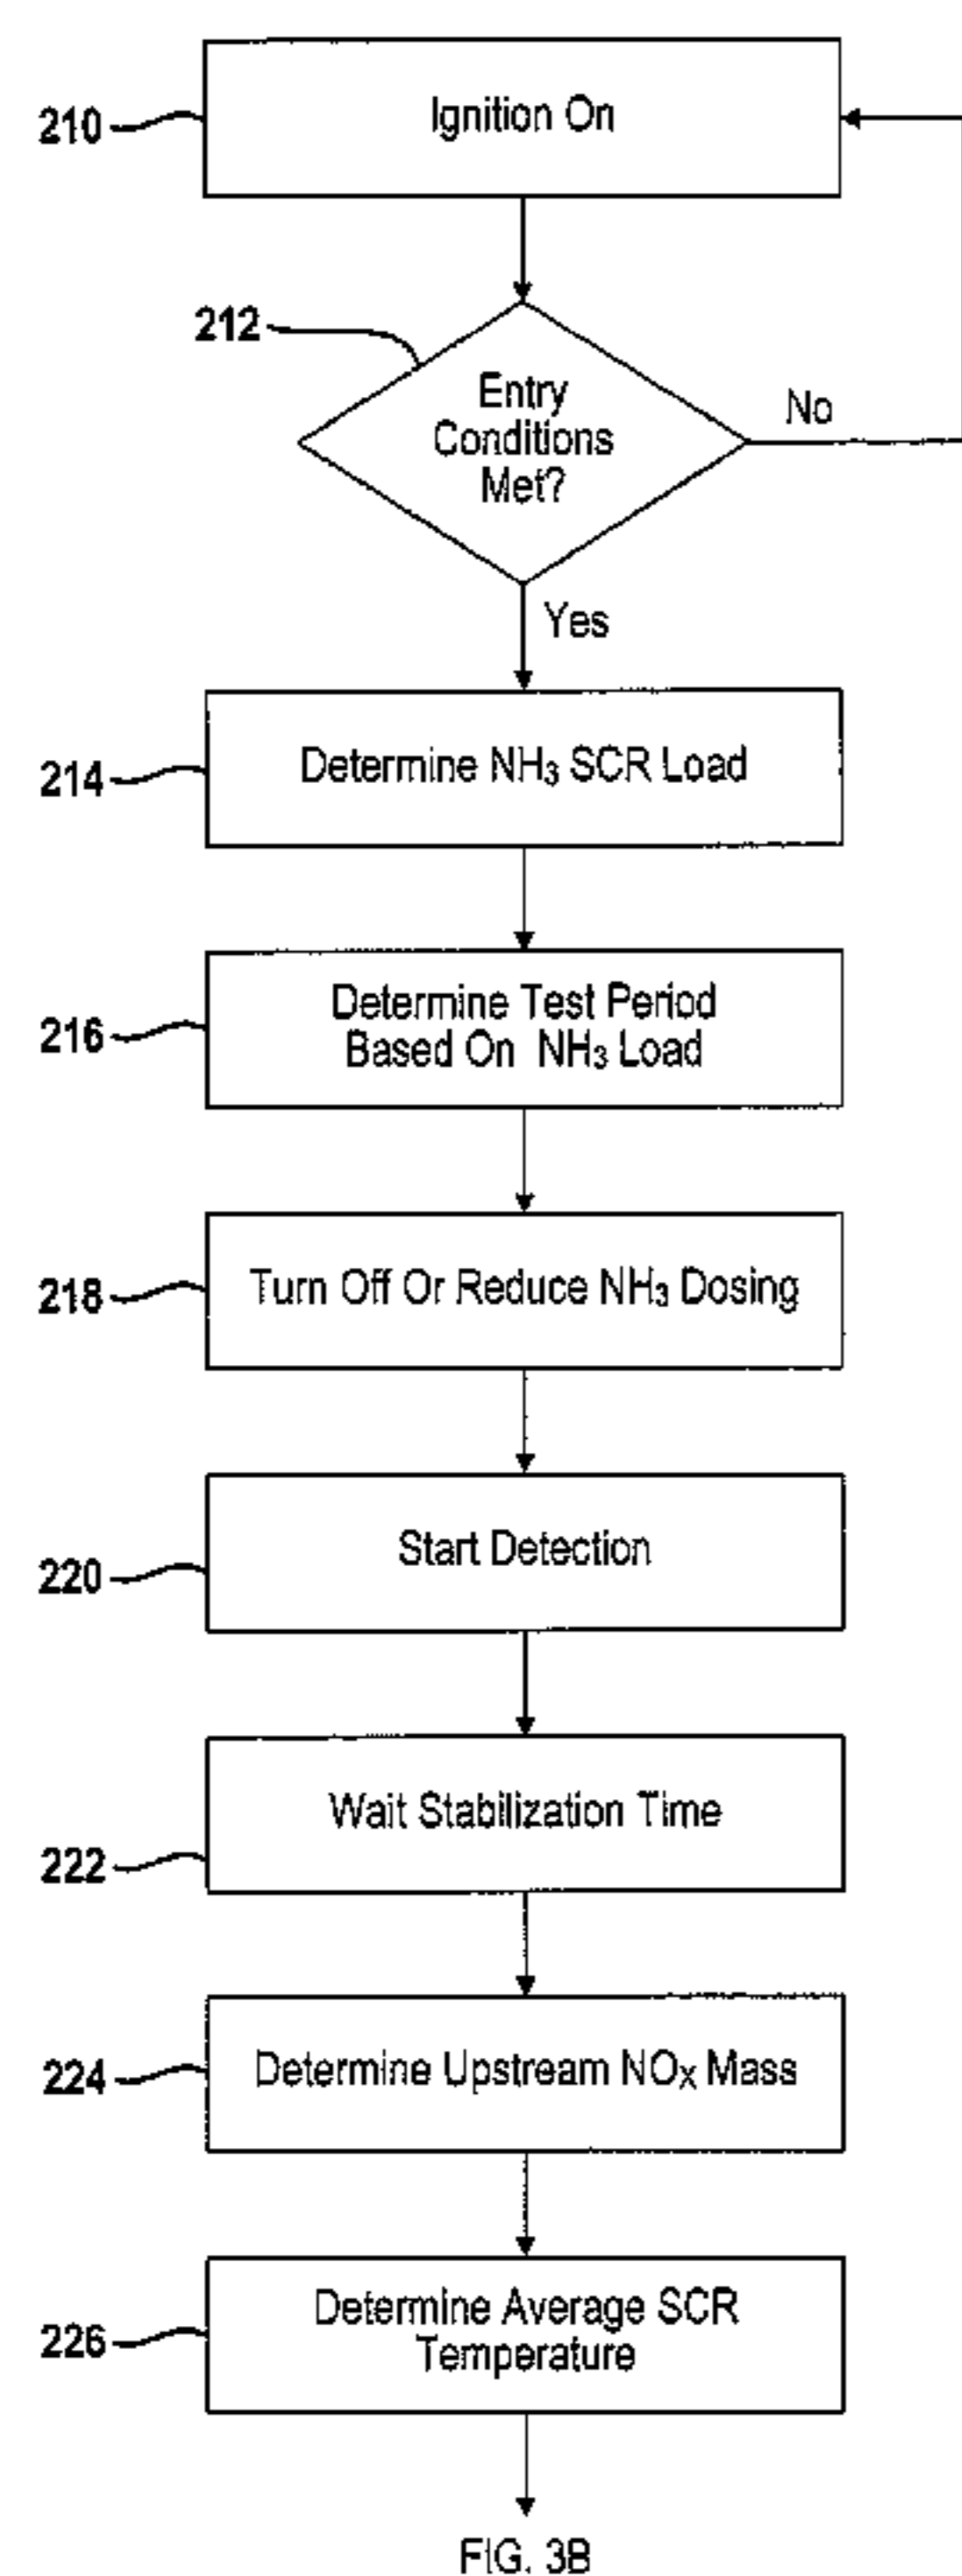 210
Ignition On
212
Entry
Conditions
Met?
No
Yes
214
Determine NH₃ SCR Load
216
Determine Test Period
Based On NH₃ Load
218
Turn Off Or Reduce NH₃ Dosing
220
Start Detection
222
Wait Stabilization Time
224
Determine Upstream NOₓ Mass
226
Determine Average SCR
Temperature
FIG. 3B